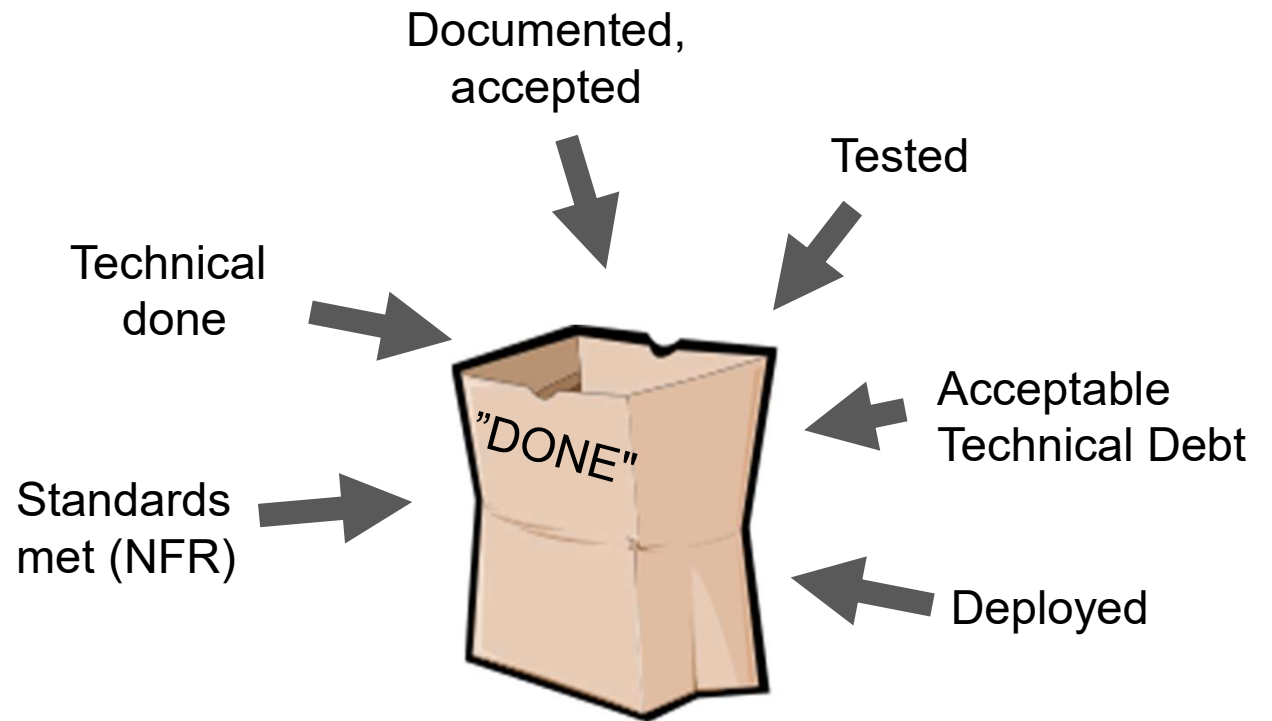 Documented,
accepted
Tested
Technical
done
Acceptable
Technical Debt
”DONE"
Standards
met (NFR)
Deployed